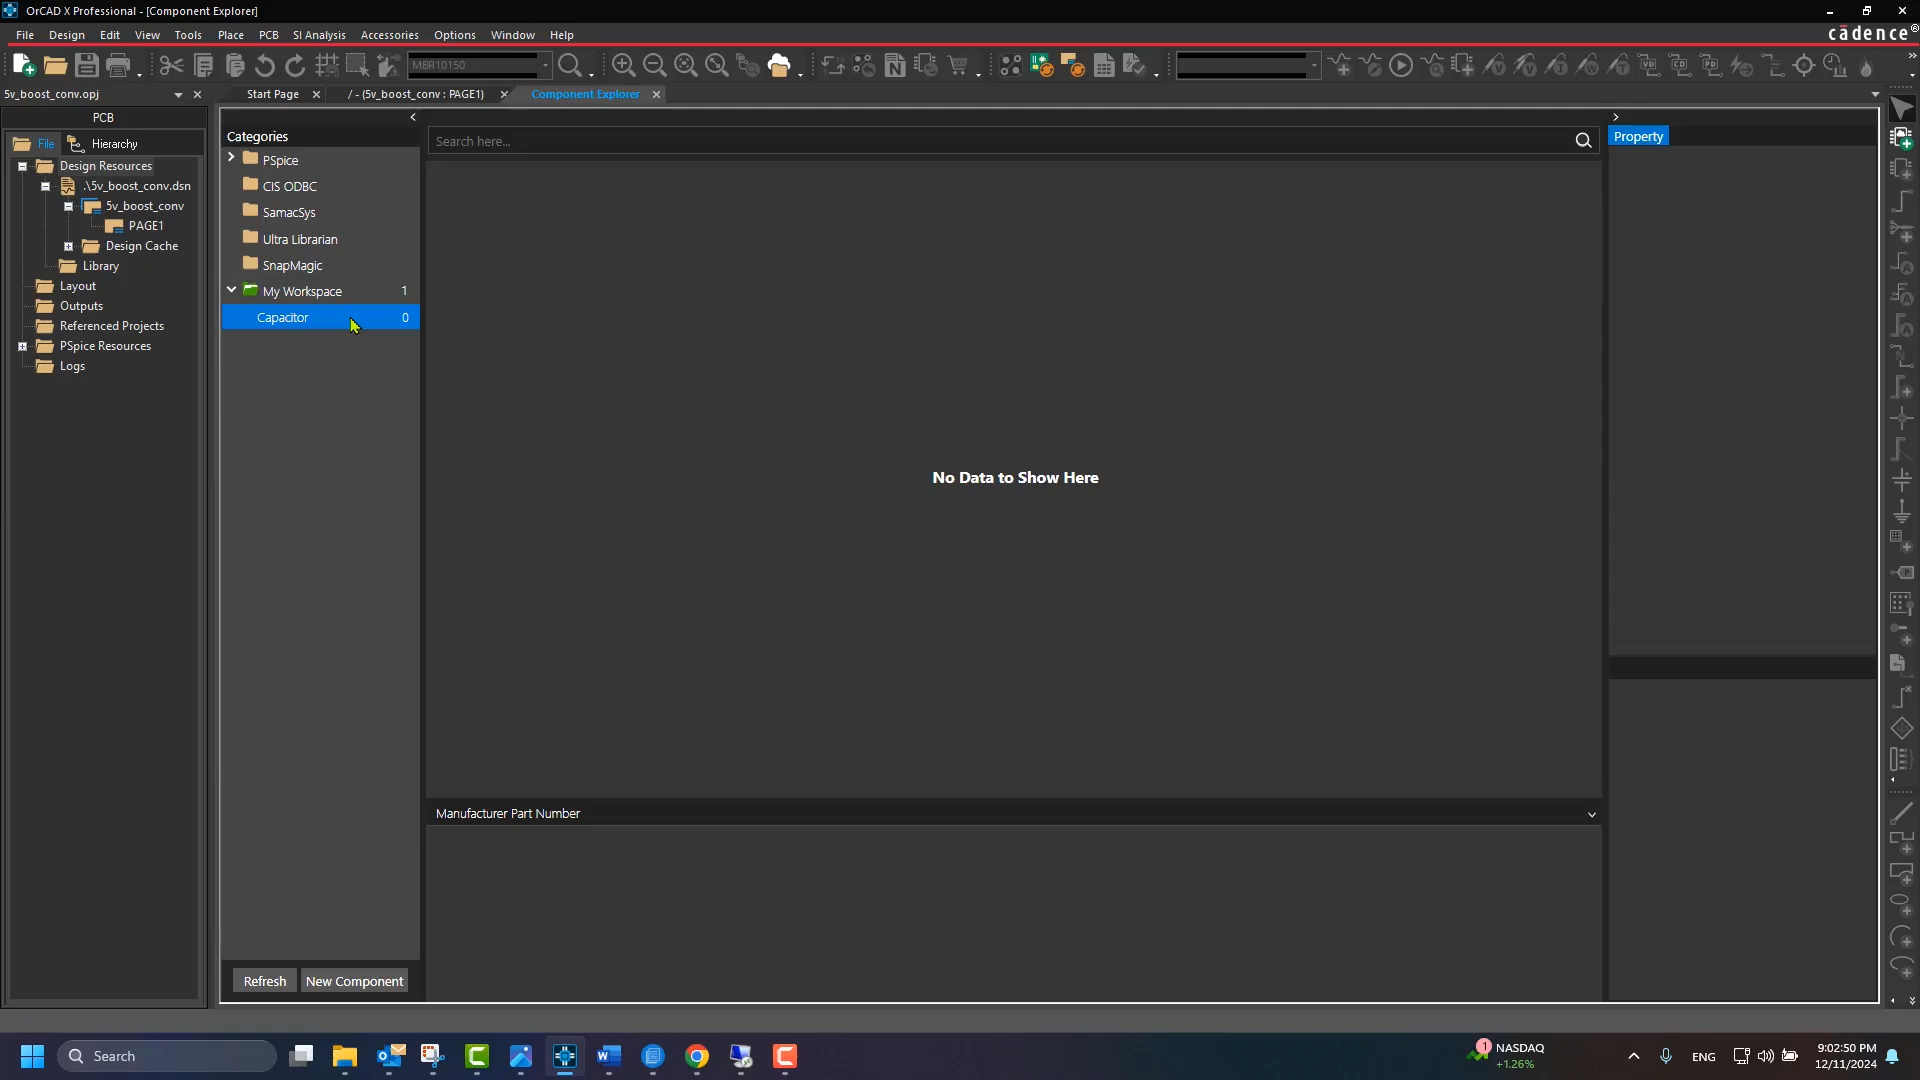 OrCAD X Professional - [Component Explorer]
File Design Edit View Tools Place PCB SI Analysis Accessories Options Window Help
cadence®
MBR10150
5v_boost_conv.opj
Start Page
/ - (5v_boost_conv : PAGE1)
Component Explorer
PCB
File
Hierarchy
Design Resources
.\5v_boost_conv.dsn
5v_boost_conv
PAGE1
Design Cache
Library
Layout
Outputs
Referenced Projects
PSpice Resources
Logs
Categories
PSpice
CIS ODBC
SamacSys
Ultra Librarian
SnapMagic
My Workspace 1
Capacitor 0
Refresh
New Component
Search here...
No Data to Show Here
Manufacturer Part Number
Property
Search
1
NASDAQ
+1.26%
ENG
9:02:50 PM
12/11/2024